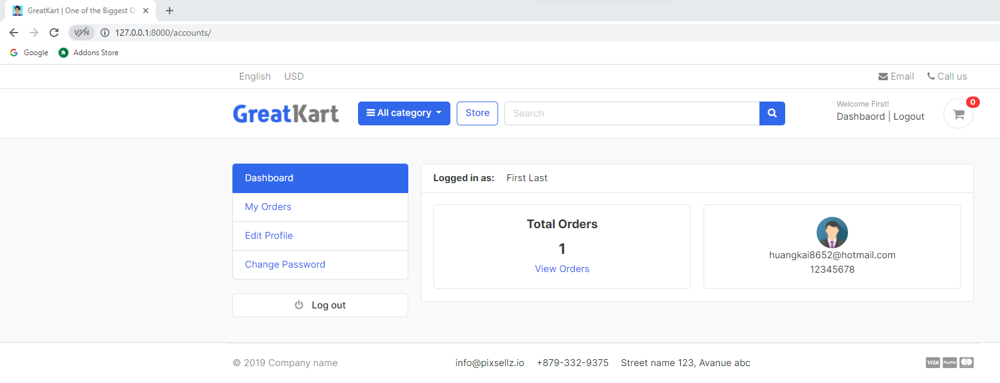 GreatKart | One of the Biggest O
VPN
127.0.0.1:8000/accounts/
Google Addons Store
English USD Email Call us
GreatKart All category Store Search Welcome First! 0
Dashbaord | Logout
Dashboard
My Orders
Edit Profile
Change Password
Log out
Logged in as: First Last
Total Orders
1
View Orders
huangkai8652@hotmail.com
12345678
© 2019 Company name info@pixsellz.io +879-332-9375 Street name 123, Avanue abc VISA PayPal